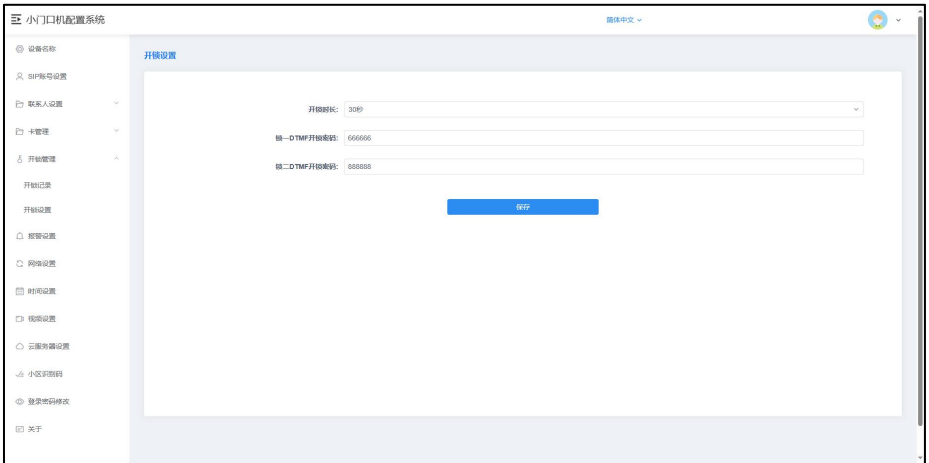 小门口机配置系统
简体中文
设备名称
SIP账号设置
联系人设置
卡管理
开锁管理
开锁记录
开锁设置
报警设置
网络设置
时间设置
视频设置
云服务器设置
小区识别码
登录密码修改
关于
开锁设置
开锁时长: 30秒
锁一DTMF开锁密码: 666666
锁二DTMF开锁密码: 888888
保存